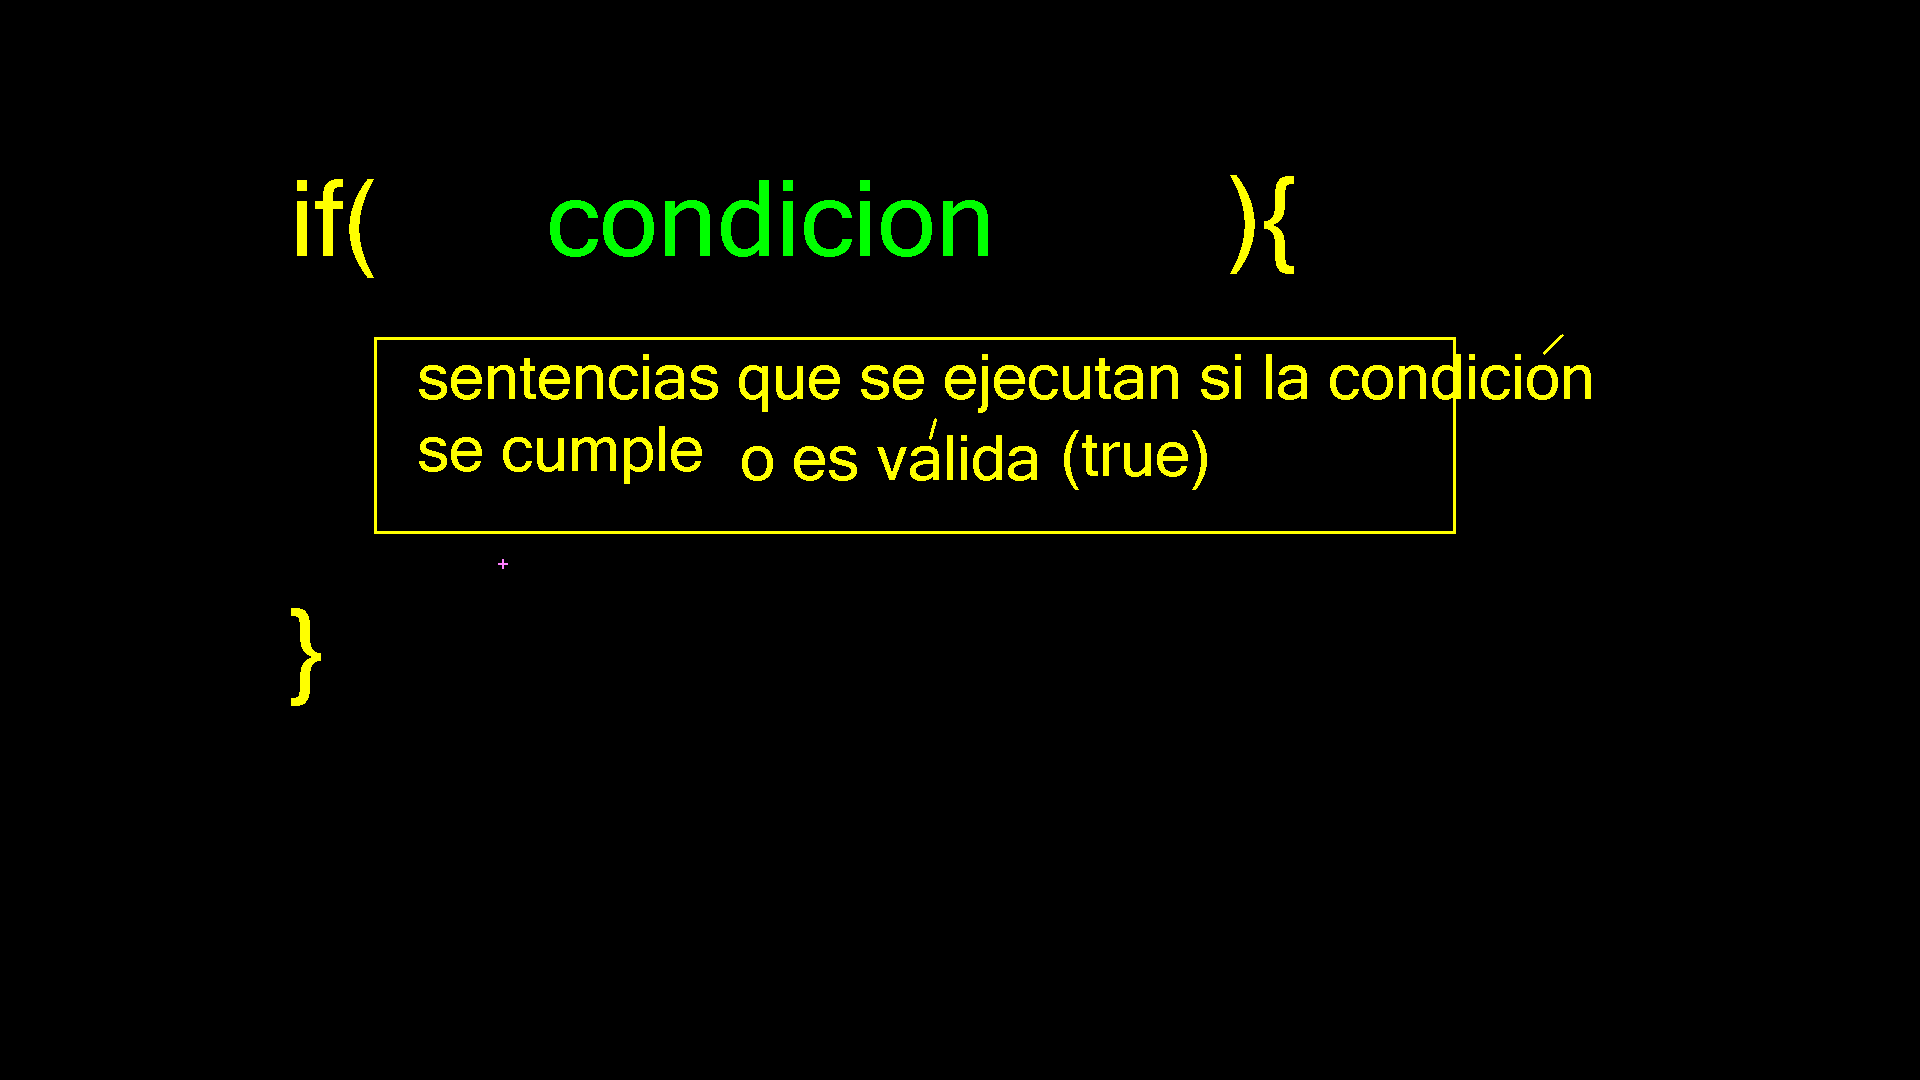 if( condicion ){
sentencias que se ejecutan si la condición
se cumple o es válida (true)
}